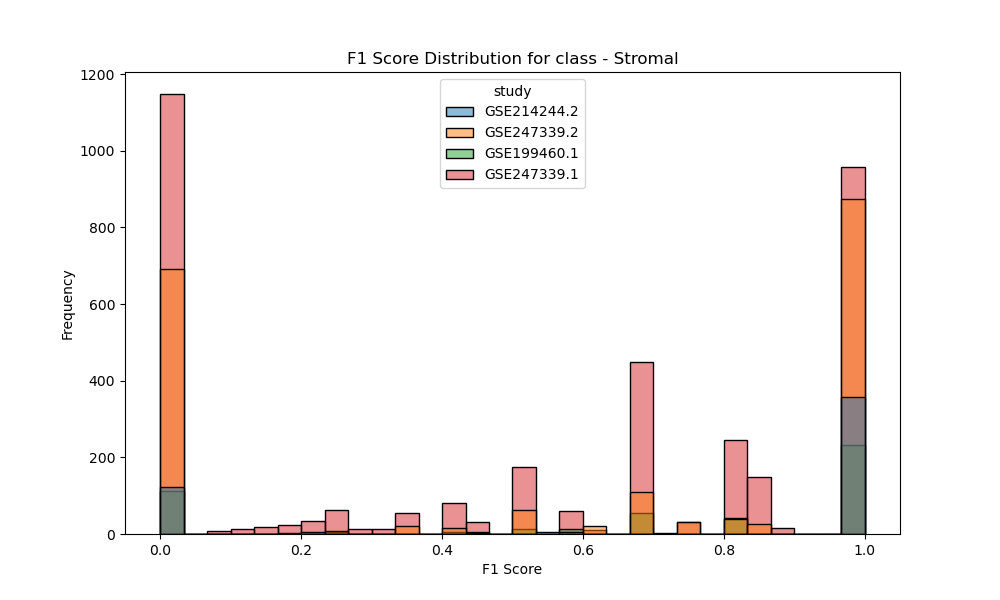 F1 Score Distribution for class - Stromal
study
GSE214244.2
GSE247339.2
GSE199460.1
GSE247339.1
Frequency
1200
1000
800
600
400
200
0
0.0 0.2 0.4 0.6 0.8 1.0
F1 Score